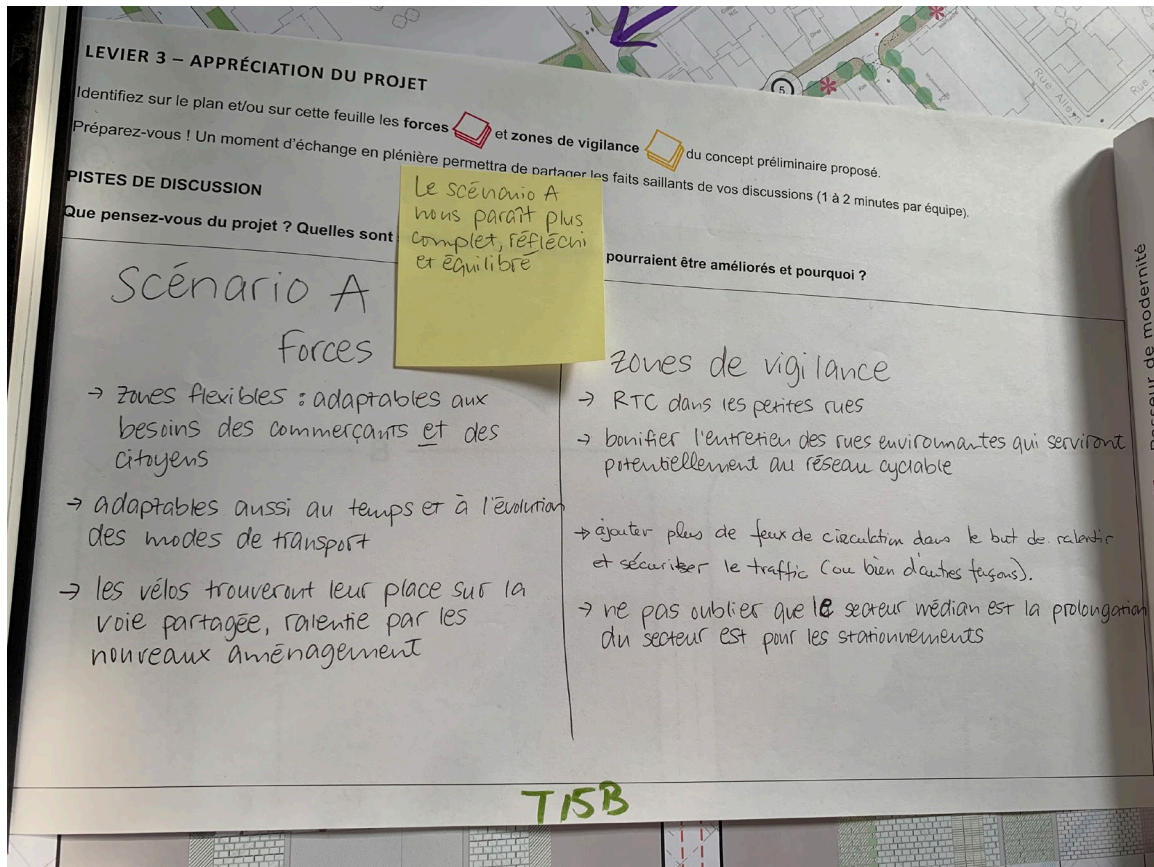 LEVIER 3 – APPRÉCIATION DU PROJET
Identifiez sur le plan et/ou sur cette feuille les forces et zones de vigilance du concept préliminaire proposé.
Préparez-vous ! Un moment d'échange en plénière permettra de partager les faits saillants de vos discussions (1 à 2 minutes par équipe).
PISTES DE DISCUSSION
Que pensez-vous du projet ? Quelles sont
pourraient être améliorés et pourquoi ?
Le scénario A
nous paraît plus
complet, réfléchi
et équilibré
Scénario A
Forces
→ zones flexibles : adaptables aux
besoins des commerçants et des
citoyens
→ adaptables aussi au temps et à l'évolution
des modes de transport
→ les vélos trouveront leur place sur la
voie partagée, ralentie par les
nouveaux aménagement
zones de vigilance
→ RTC dans les petites rues
→ bonifier l'entretien des rues environnantes qui serviront
potentiellement au réseau cyclable
→ ajouter plus de feux de circulation dans le but de ralentir
et sécuriser le traffic (ou bien d'autres façons).
→ ne pas oublier que le secteur médian est la prolongation
du secteur est pour les stationnements
T15B
5
Rue Alley
Rue
de modernité